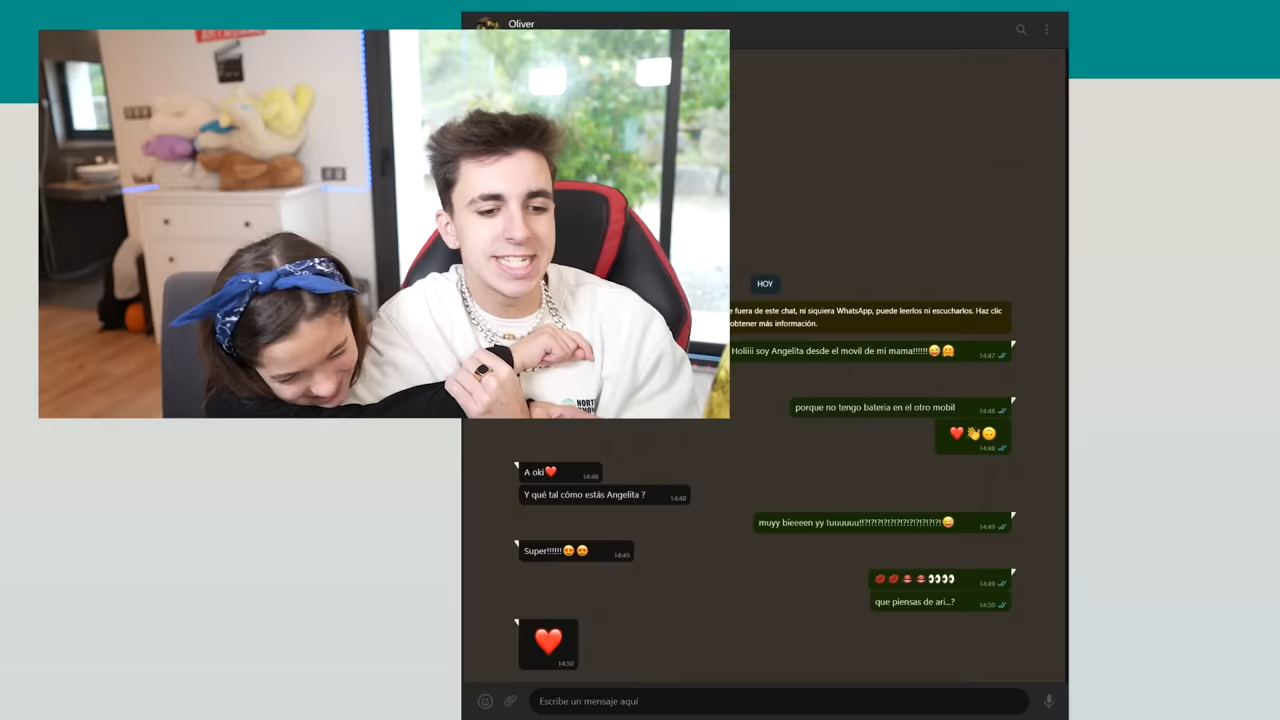 Oliver
HOY
e fuera de este chat, ni siquiera WhatsApp, puede leerlos ni escucharlos. Haz clic
obtener más información.
Holiiii soy Angelita desde el movil de mi mama!!!!!!😝🤗
14:47
porque no tengo bateria en el otro mobil
14:48
❤️👋🙃
14:48
A oki❤️
14:48
Y qué tal cómo estás Angelita ?
14:48
muyy bieeeen yy tuuuuuu!!?!?!?!?!?!?!?!?!?!?!?!😄
14:49
Super!!!!!!😍😍
14:49
💋💋👄👄👀👀
14:49
que piensas de ari...?
14:50
❤️
14:50
Escribe un mensaje aquí